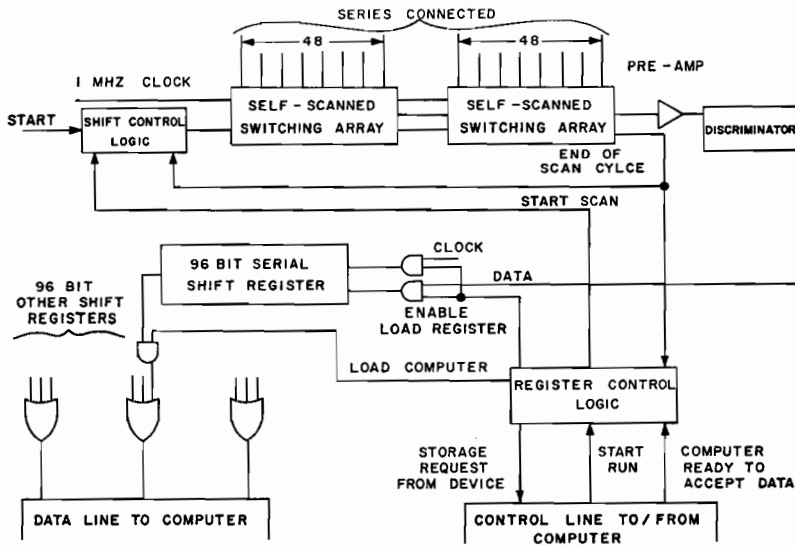 SERIES CONNECTED
48
48
1 MHZ CLOCK
PRE-AMP
START
SHIFT CONTROL
LOGIC
SELF-SCANNED
SWITCHING ARRAY
SELF-SCANNED
SWITCHING ARRAY
DISCRIMINATOR
END OF
SCAN CYLCE
START SCAN
96 BIT SERIAL
SHIFT REGISTER
CLOCK
DATA
96 BIT
OTHER SHIFT
REGISTERS
ENABLE
LOAD REGISTER
LOAD COMPUTER
REGISTER CONTROL
LOGIC
STORAGE
REQUEST
FROM DEVICE
START
RUN
COMPUTER
READY TO
ACCEPT DATA
DATA LINE TO COMPUTER
CONTROL LINE TO/FROM
COMPUTER